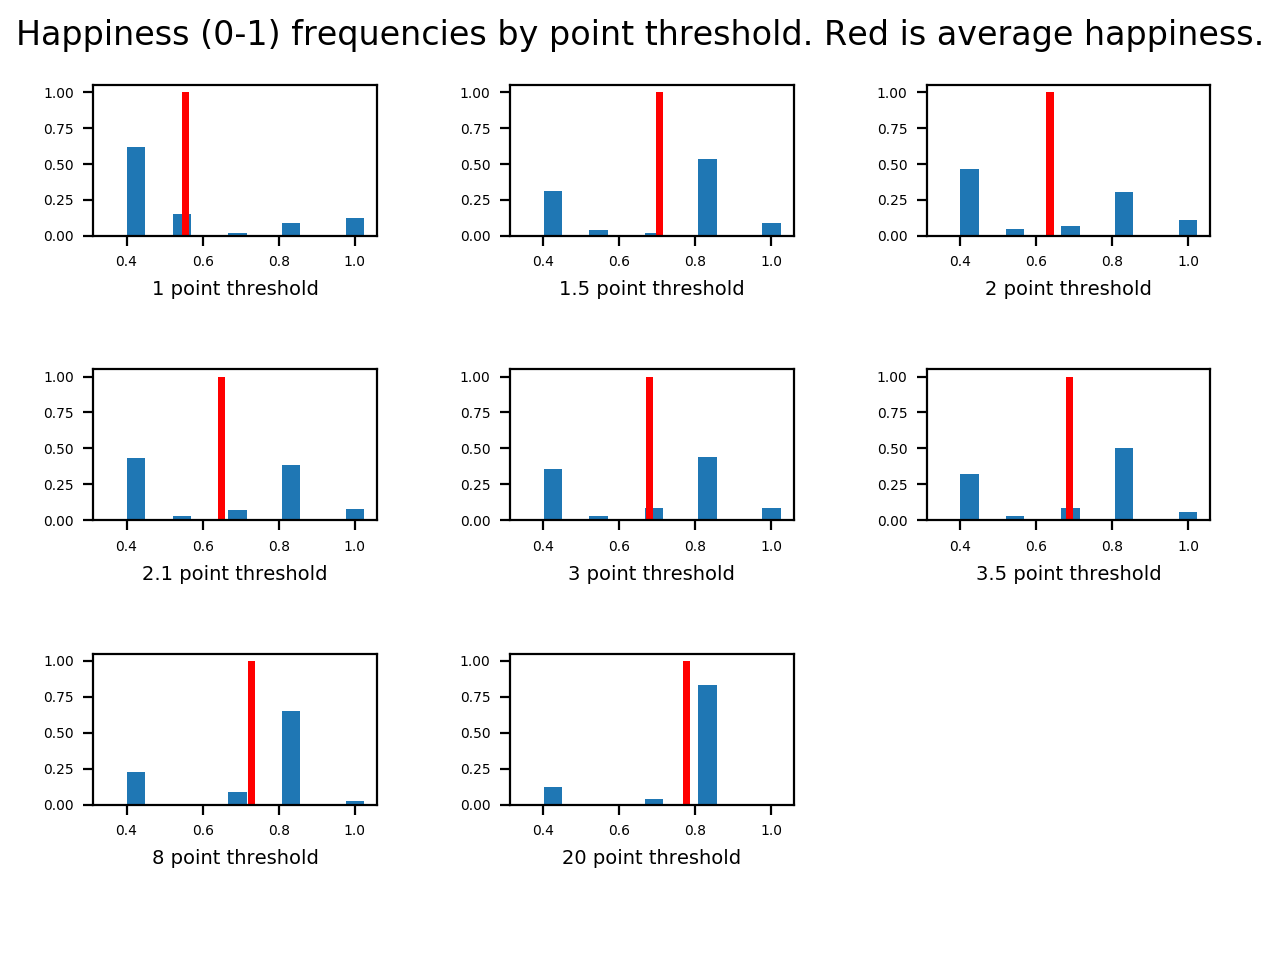 Happiness (0-1) frequencies by point threshold. Red is average happiness.
1.00 1.00 1.00
0.75 0.75 0.75
0.50 0.50 0.50
0.25 0.25 0.25
0.00 0.00 0.00
0.4 0.6 0.8 1.0 0.4 0.6 0.8 1.0 0.4 0.6 0.8 1.0
1 point threshold 1.5 point threshold 2 point threshold
1.00 1.00 1.00
0.75 0.75 0.75
0.50 0.50 0.50
0.25 0.25 0.25
0.00 0.00 0.00
0.4 0.6 0.8 1.0 0.4 0.6 0.8 1.0 0.4 0.6 0.8 1.0
2.1 point threshold 3 point threshold 3.5 point threshold
1.00 1.00
0.75 0.75
0.50 0.50
0.25 0.25
0.00 0.00
0.4 0.6 0.8 1.0 0.4 0.6 0.8 1.0
8 point threshold 20 point threshold